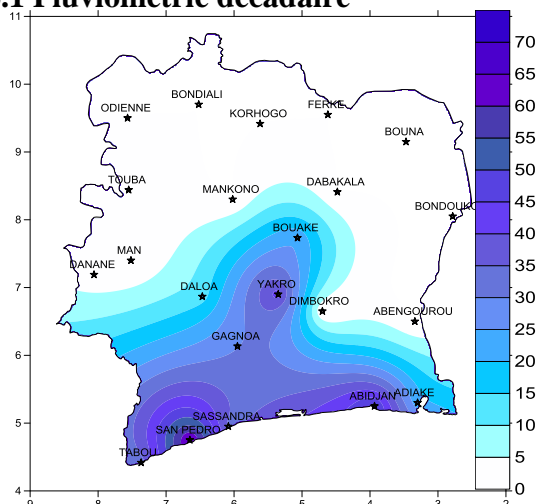 .1 Pluviométrie décadaire
11
10
9
8
7
6
5
4
9
8
7
6
5
4
3
2
ODIENNE
BONDIALI
KORHOGO
FERKE
BOUNA
TOUBA
MANKONO
DABAKALA
BONDOUKO
BOUAKE
MAN
DANANE
DALOA
YAKRO
DIMBOKRO
ABENGOUROU
GAGNOA
ABIDJAN
ADIAKE
SASSANDRA
SAN PEDRO
TABOU
70
65
60
55
50
45
40
35
30
25
20
15
10
5
0